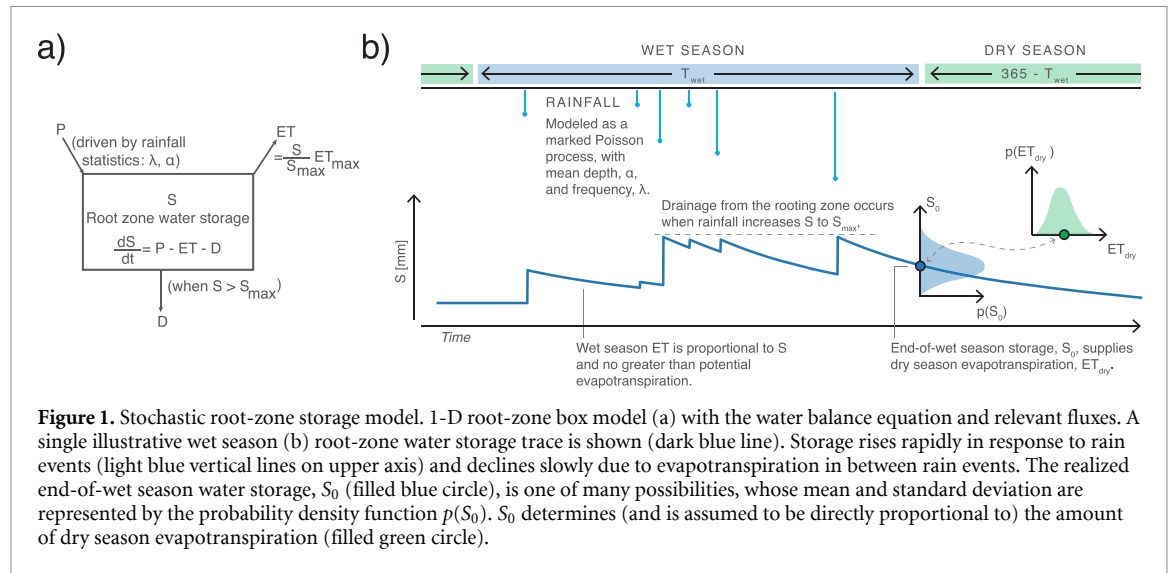 a)
P
(driven by rainfall
statistics: λ, α)
ET
= S/S_max ET_max
S
Root zone water storage
dS/dt = P - ET - D
(when S > S_max)
D
b)
WET SEASON
DRY SEASON
T_wet
365 - T_wet
RAINFALL
Modeled as a
marked Poisson
process, with
mean depth, α,
and frequency, λ.
Drainage from the rooting zone occurs
when rainfall increases S to S_max,
S [mm]
S_0
p(S_0)
p(ET_dry)
ET_dry
Time
Wet season ET is proportional to S
and no greater than potential
evapotranspiration.
End-of-wet season storage, S_0, supplies
dry season evapotranspiration, ET_dry.
Figure 1. Stochastic root-zone storage model. 1-D root-zone box model (a) with the water balance equation and relevant fluxes. A
single illustrative wet season (b) root-zone water storage trace is shown (dark blue line). Storage rises rapidly in response to rain
events (light blue vertical lines on upper axis) and declines slowly due to evapotranspiration in between rain events. The realized
end-of-wet season water storage, S_0 (filled blue circle), is one of many possibilities, whose mean and standard deviation are
represented by the probability density function p(S_0). S_0 determines (and is assumed to be directly proportional to) the amount
of dry season evapotranspiration (filled green circle).